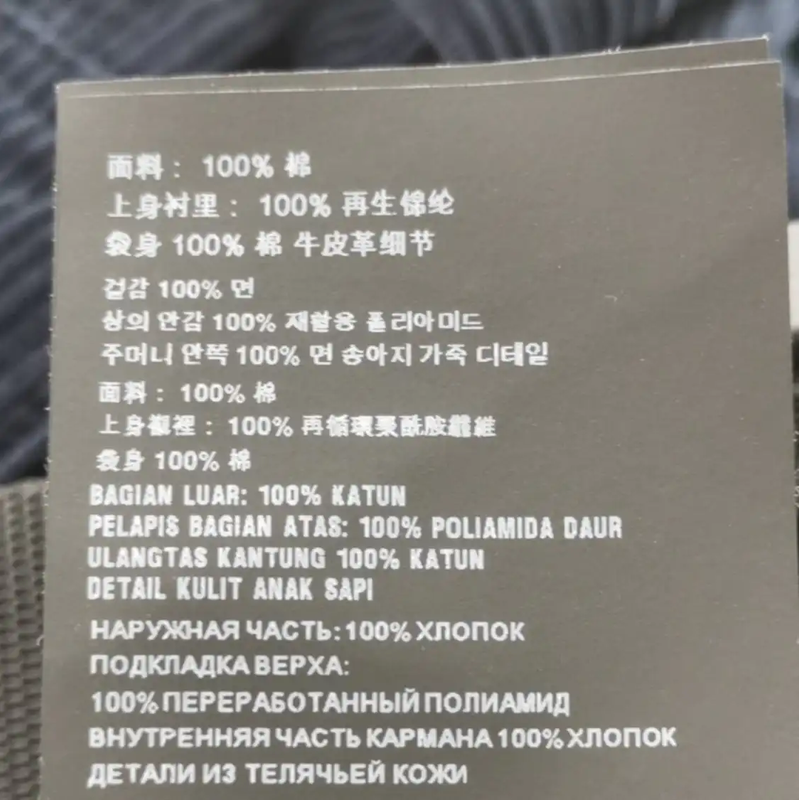 面料： 100% 棉
上身衬里： 100% 再生锦纶
袋身 100% 棉 牛皮革细节
겉감 100% 면
상의 안감 100% 재활용 폴리아미드
주머니 안쪽 100% 면 송아지 가죽 디테일
面料： 100% 棉
上身襯裡： 100% 再循環聚酰胺纖維
袋身 100% 棉
BAGIAN LUAR: 100% KATUN
PELAPIS BAGIAN ATAS: 100% POLIAMIDA DAUR
ULANGTAS KANTUNG 100% KATUN
DETAIL KULIT ANAK SAPI
НАРУЖНАЯ ЧАСТЬ: 100% ХЛОПОК
ПОДКЛАДКА ВЕРХА:
100% ПЕРЕРАБОТАННЫЙ ПОЛИАМИД
ВНУТРЕННЯЯ ЧАСТЬ КАРМАНА 100% ХЛОПОК
ДЕТАЛИ ИЗ ТЕЛЯЧЬЕЙ КОЖИ